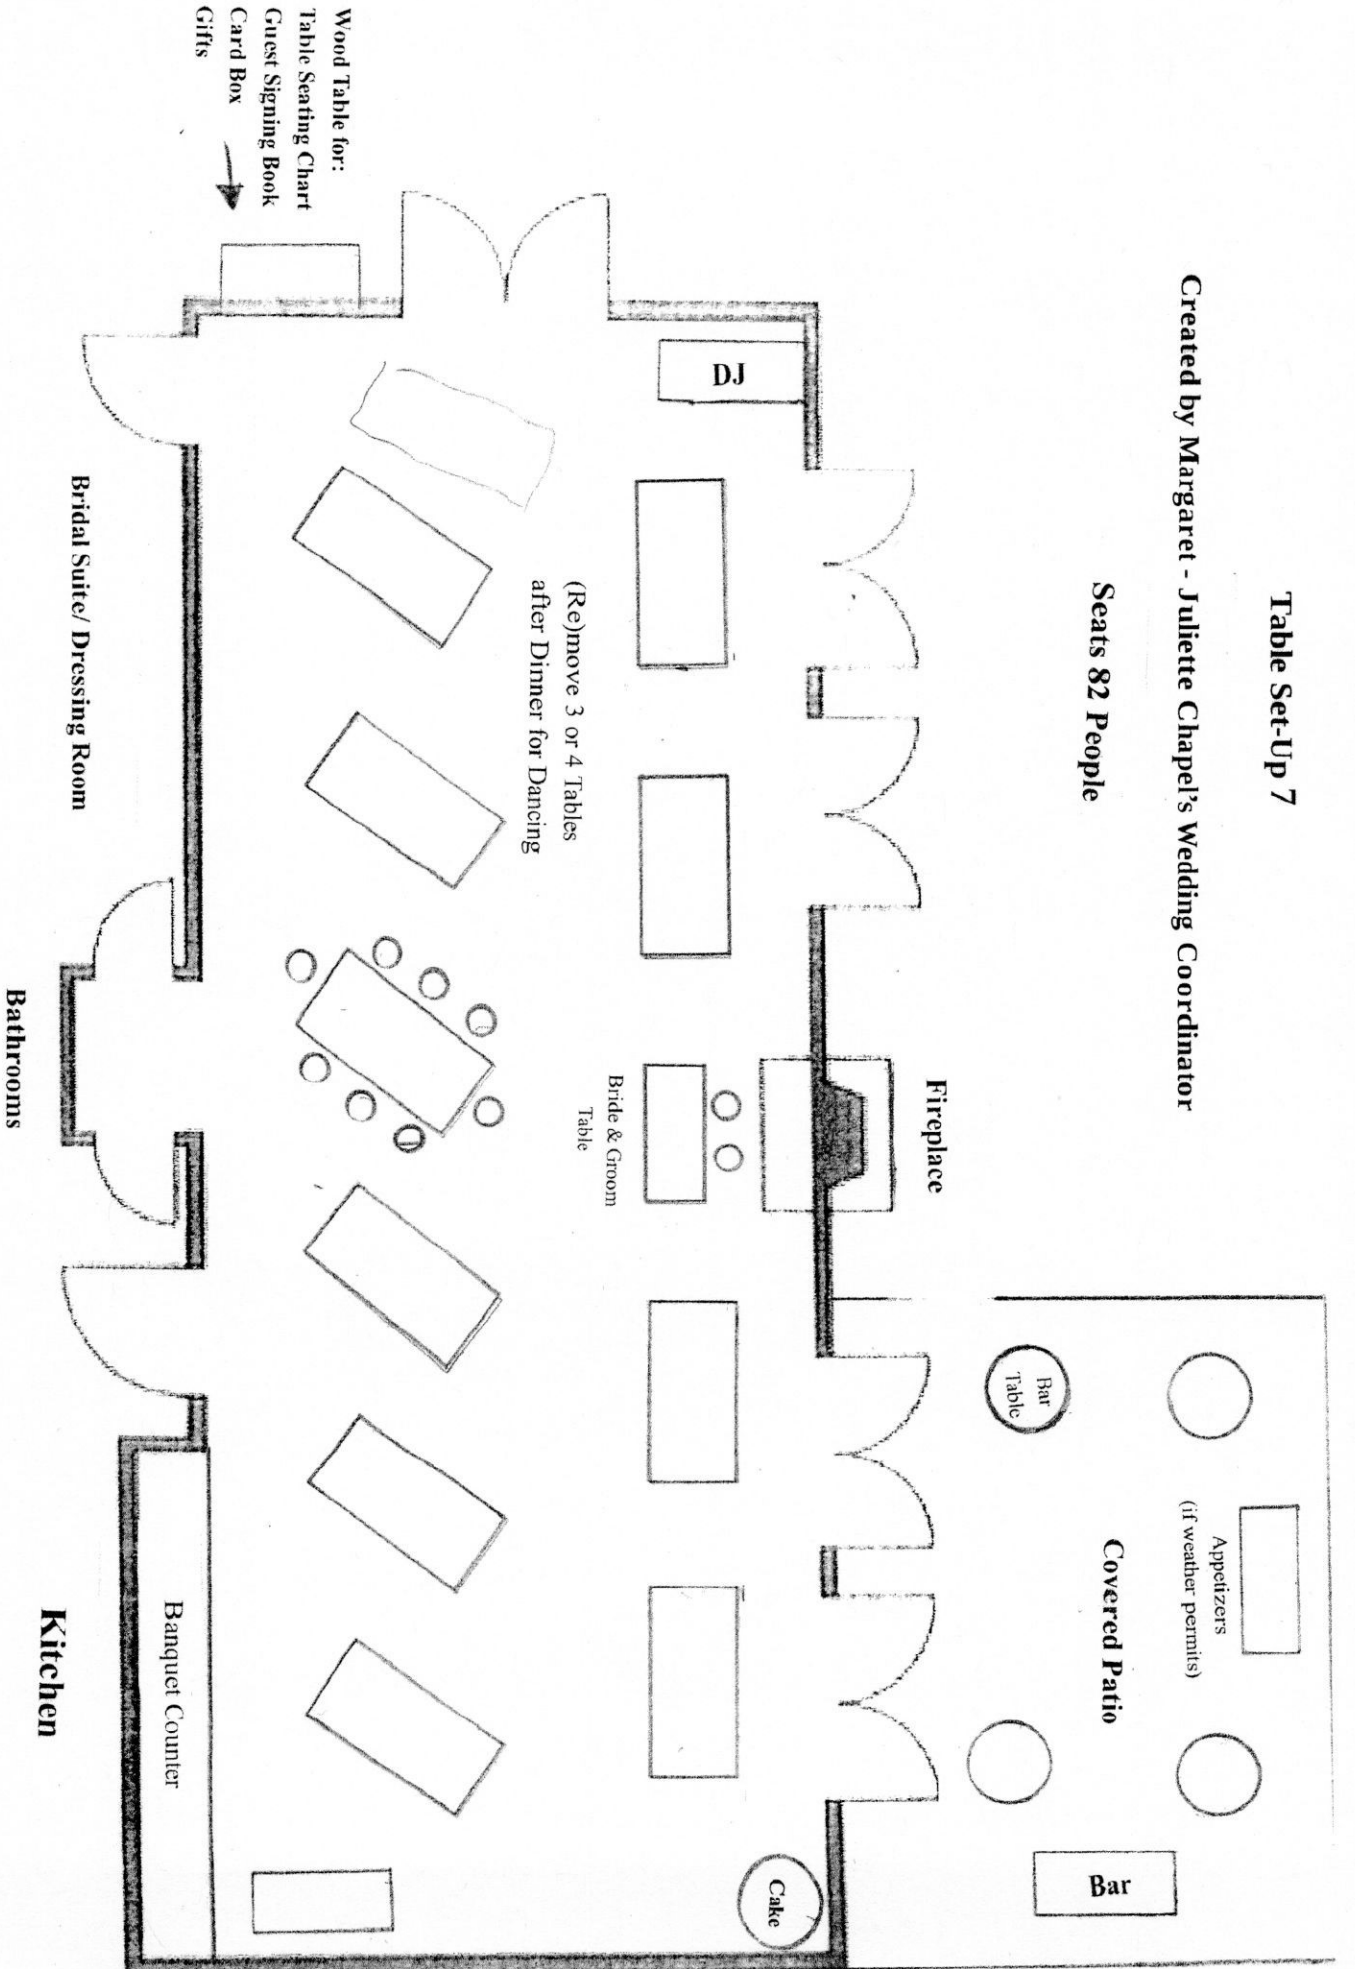 Table Set-Up 7
Created by Margaret - Juliette Chapel's Wedding Coordinator
Seats 82 People
Fireplace
Bar
Table
Appetizers
(if weather permits)
Covered Patio
Bar
DJ
Bride & Groom
Table
(Re)move 3 or 4 Tables
after Dinner for Dancing
Cake
Wood Table for:
Table Seating Chart
Guest Signing Book
Card Box
Gifts
Bridal Suite/ Dressing Room
Bathrooms
Banquet Counter
Kitchen